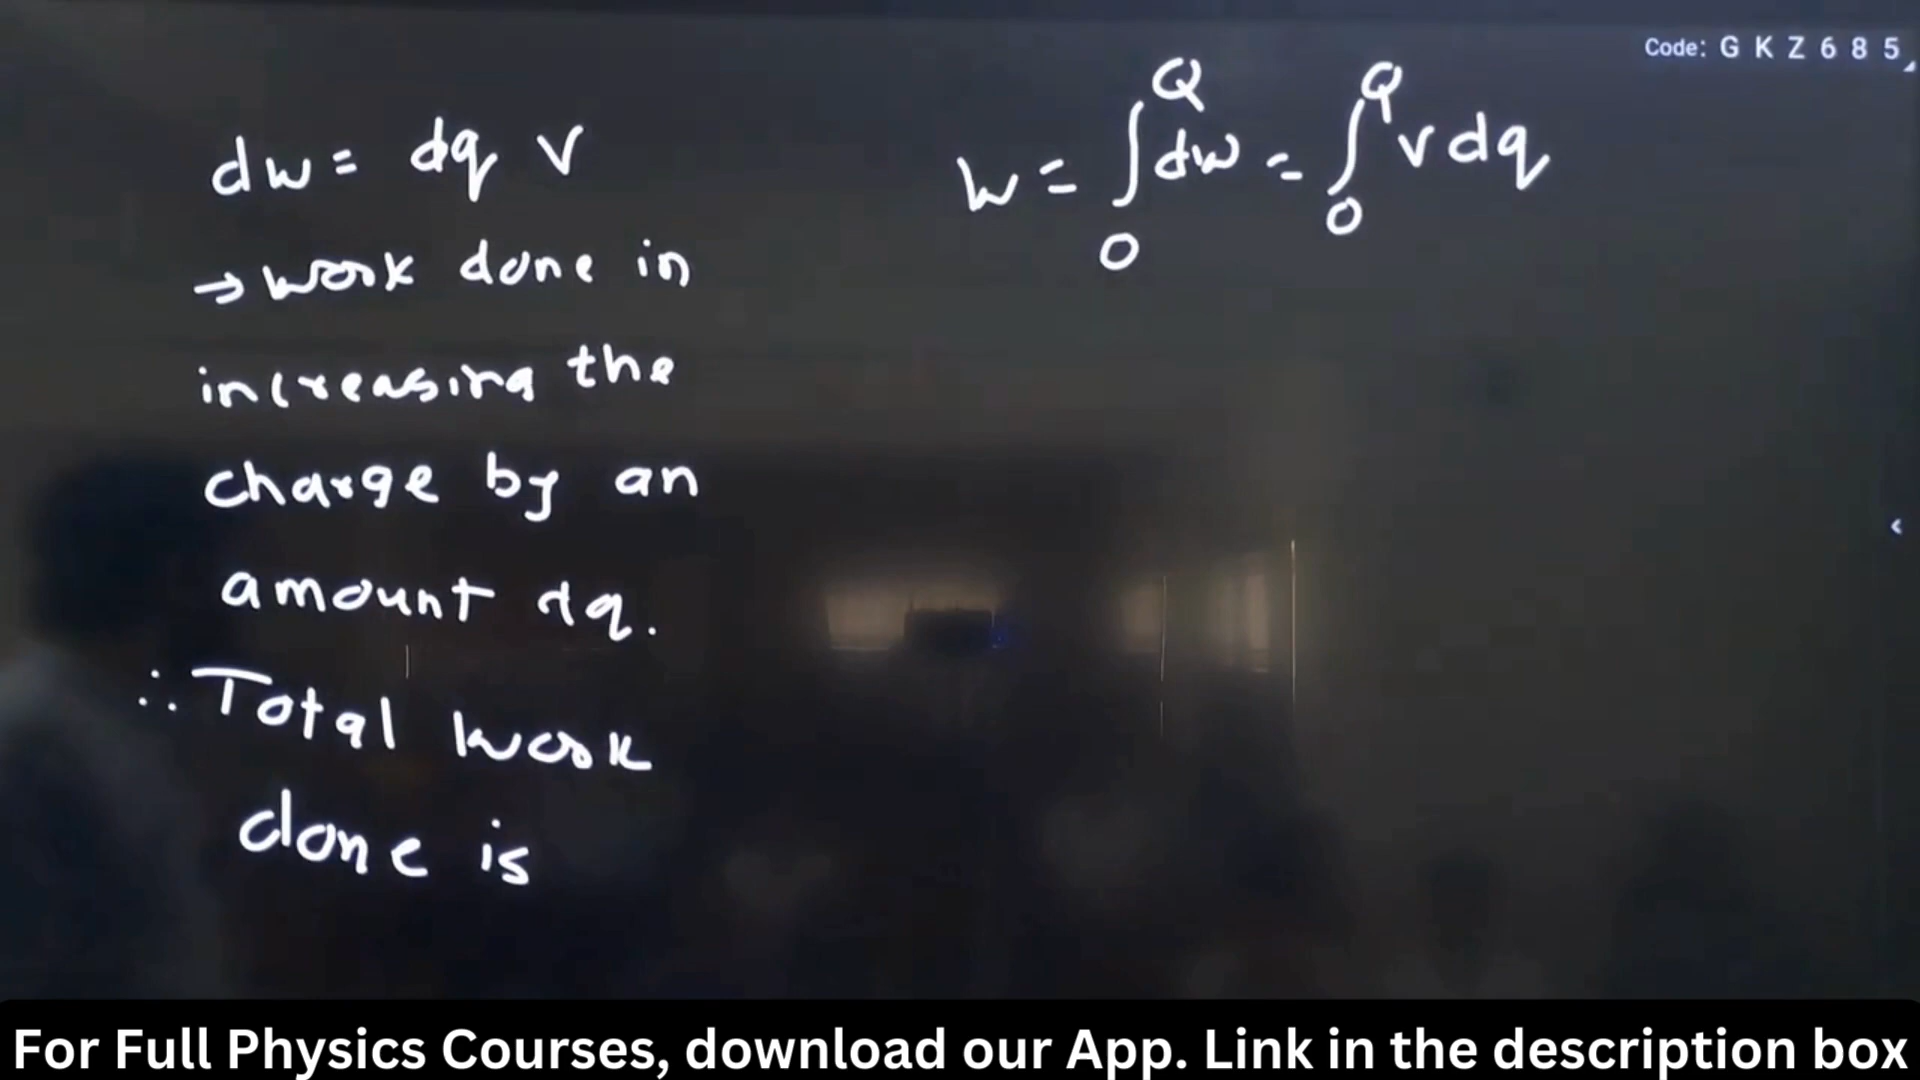 Code: G K Z 6 8 5
dw = dq v
→ work done in
increasing the
charge by an
amount dq.
∴ Total work
done is
W = ∫₀^Q dw = ∫₀^Q v dq
For Full Physics Courses, download our App. Link in the description box